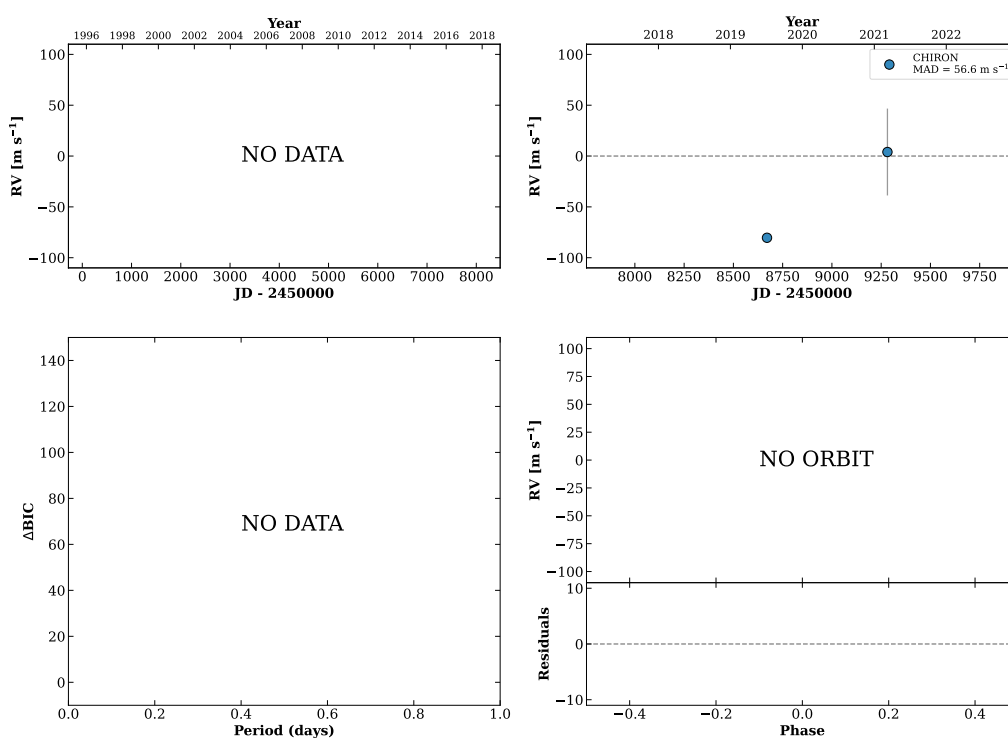 Year
1996 1998 2000 2002 2004 2006 2008 2010 2012 2014 2016 2018
100
50
0
−50
−100
RV [m s⁻¹]
NO DATA
0 1000 2000 3000 4000 5000 6000 7000 8000
JD - 2450000
Year
2018 2019 2020 2021 2022
100
50
0
−50
−100
RV [m s⁻¹]
CHIRON
MAD = 56.6 m s⁻¹
8000 8250 8500 8750 9000 9250 9500 9750
JD - 2450000
140
120
100
80
60
40
20
0
ΔBIC
NO DATA
0.0 0.2 0.4 0.6 0.8 1.0
Period (days)
100
75
50
25
0
−25
−50
−75
−100
RV [m s⁻¹]
NO ORBIT
10
0
−10
Residuals
−0.4 −0.2 0.0 0.2 0.4
Phase